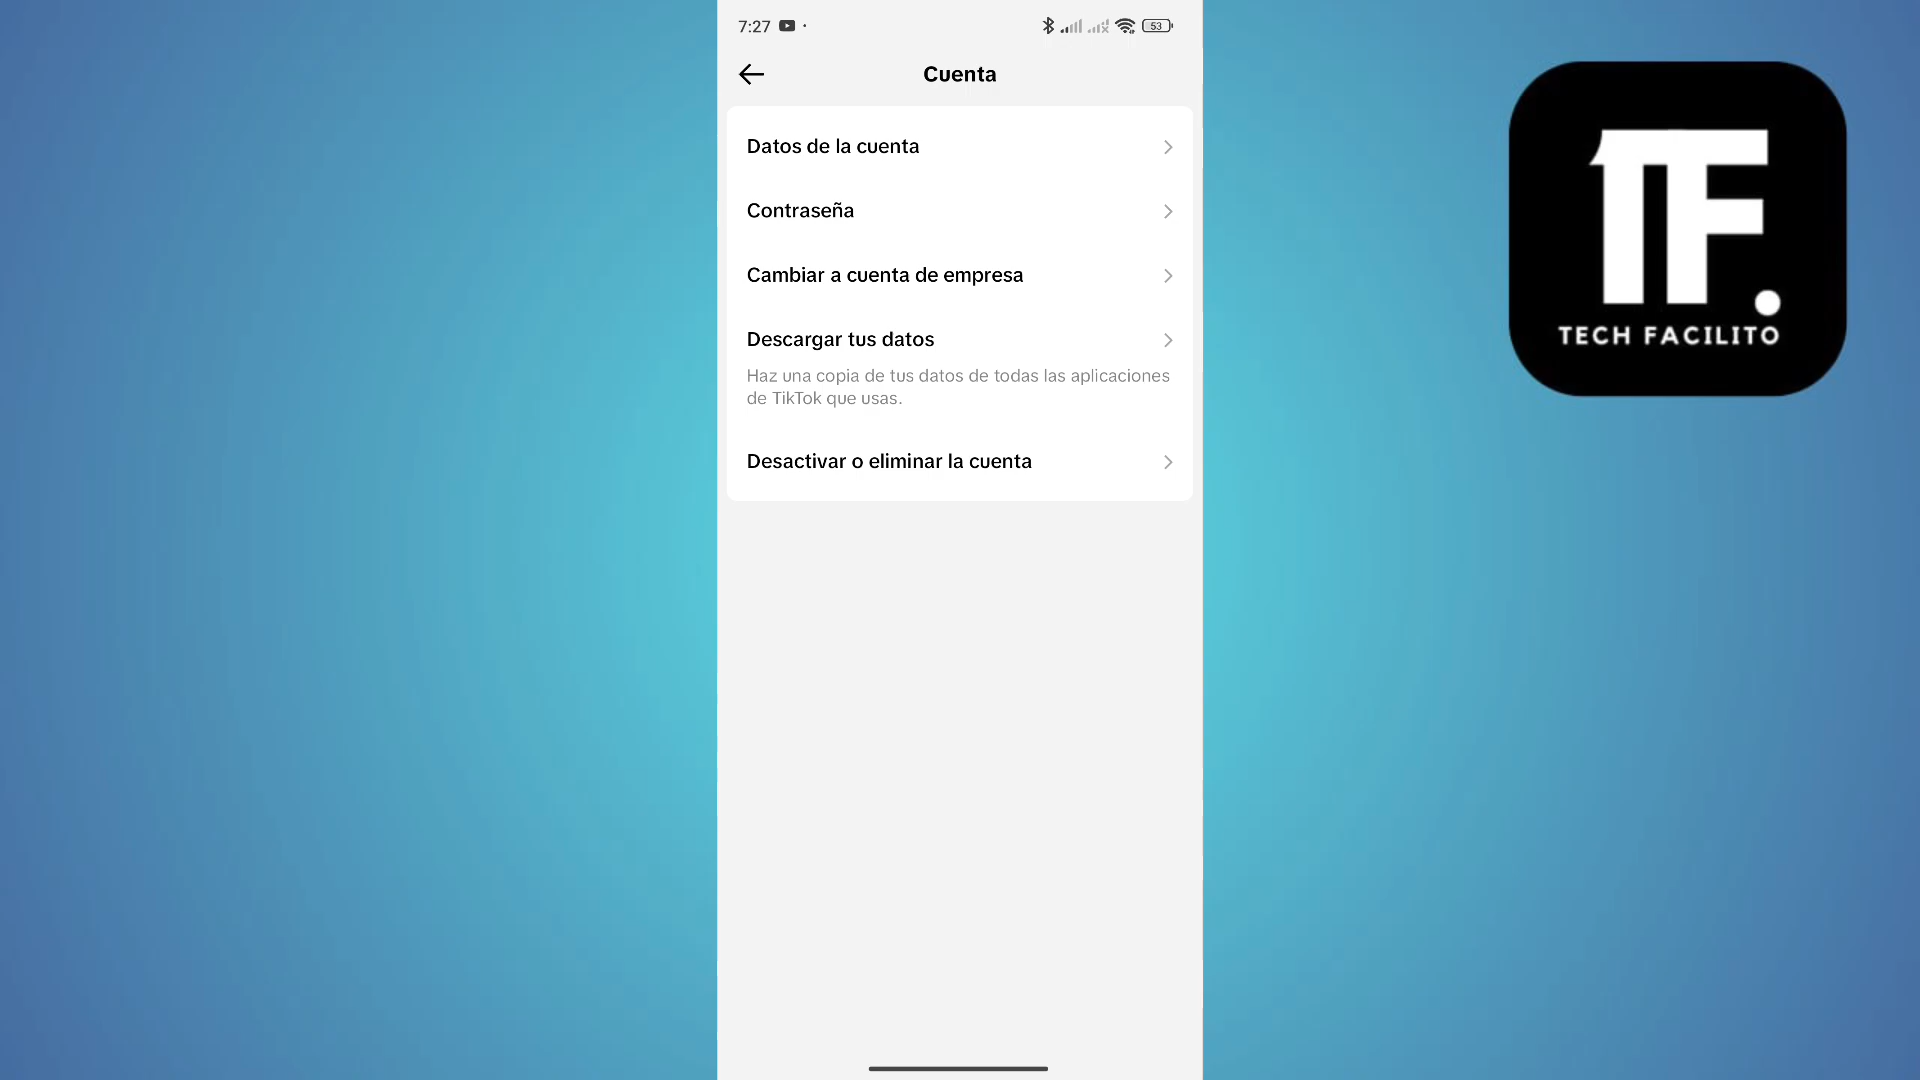 7:27
53
Cuenta
Datos de la cuenta
Contraseña
Cambiar a cuenta de empresa
Descargar tus datos
Haz una copia de tus datos de todas las aplicaciones
de TikTok que usas.
Desactivar o eliminar la cuenta
TF.
TECH FACILITO